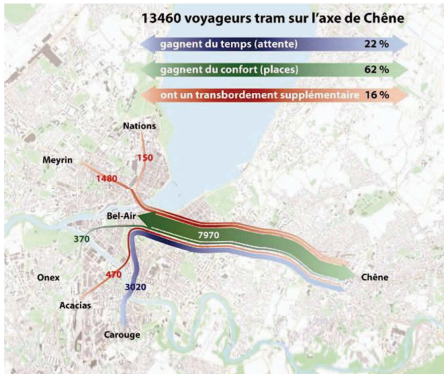 13460 voyageurs tram sur l'axe de Chêne
gagnent du temps (attente) 22 %
gagnent du confort (places) 62 %
ont un transbordement supplémentaire 16 %
Nations
150
Meyrin
1480
Bel-Air
7970
370
Chêne
Onex
470
3020
Acacias
Carouge